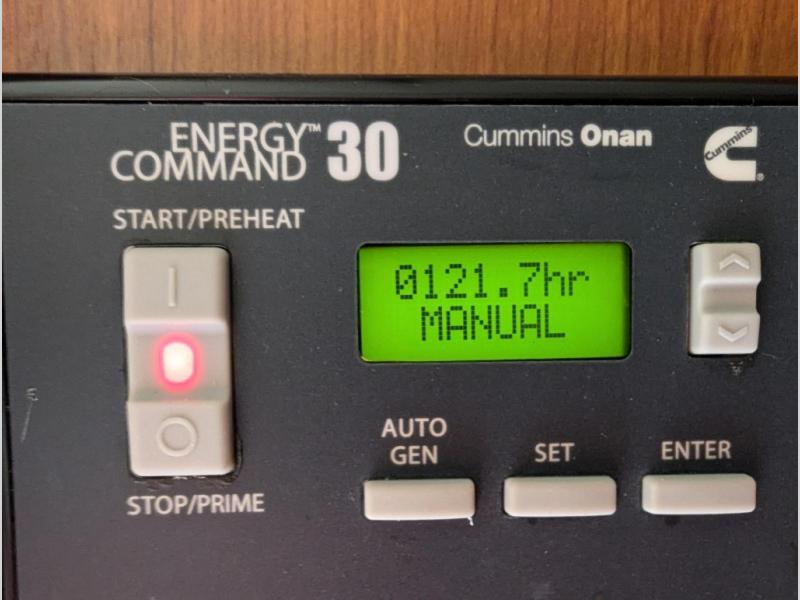 ENERGY™
COMMAND 30
Cummins Onan
Cummins®
START/PREHEAT
0121.7hr
MANUAL
AUTO
GEN
SET
ENTER
STOP/PRIME